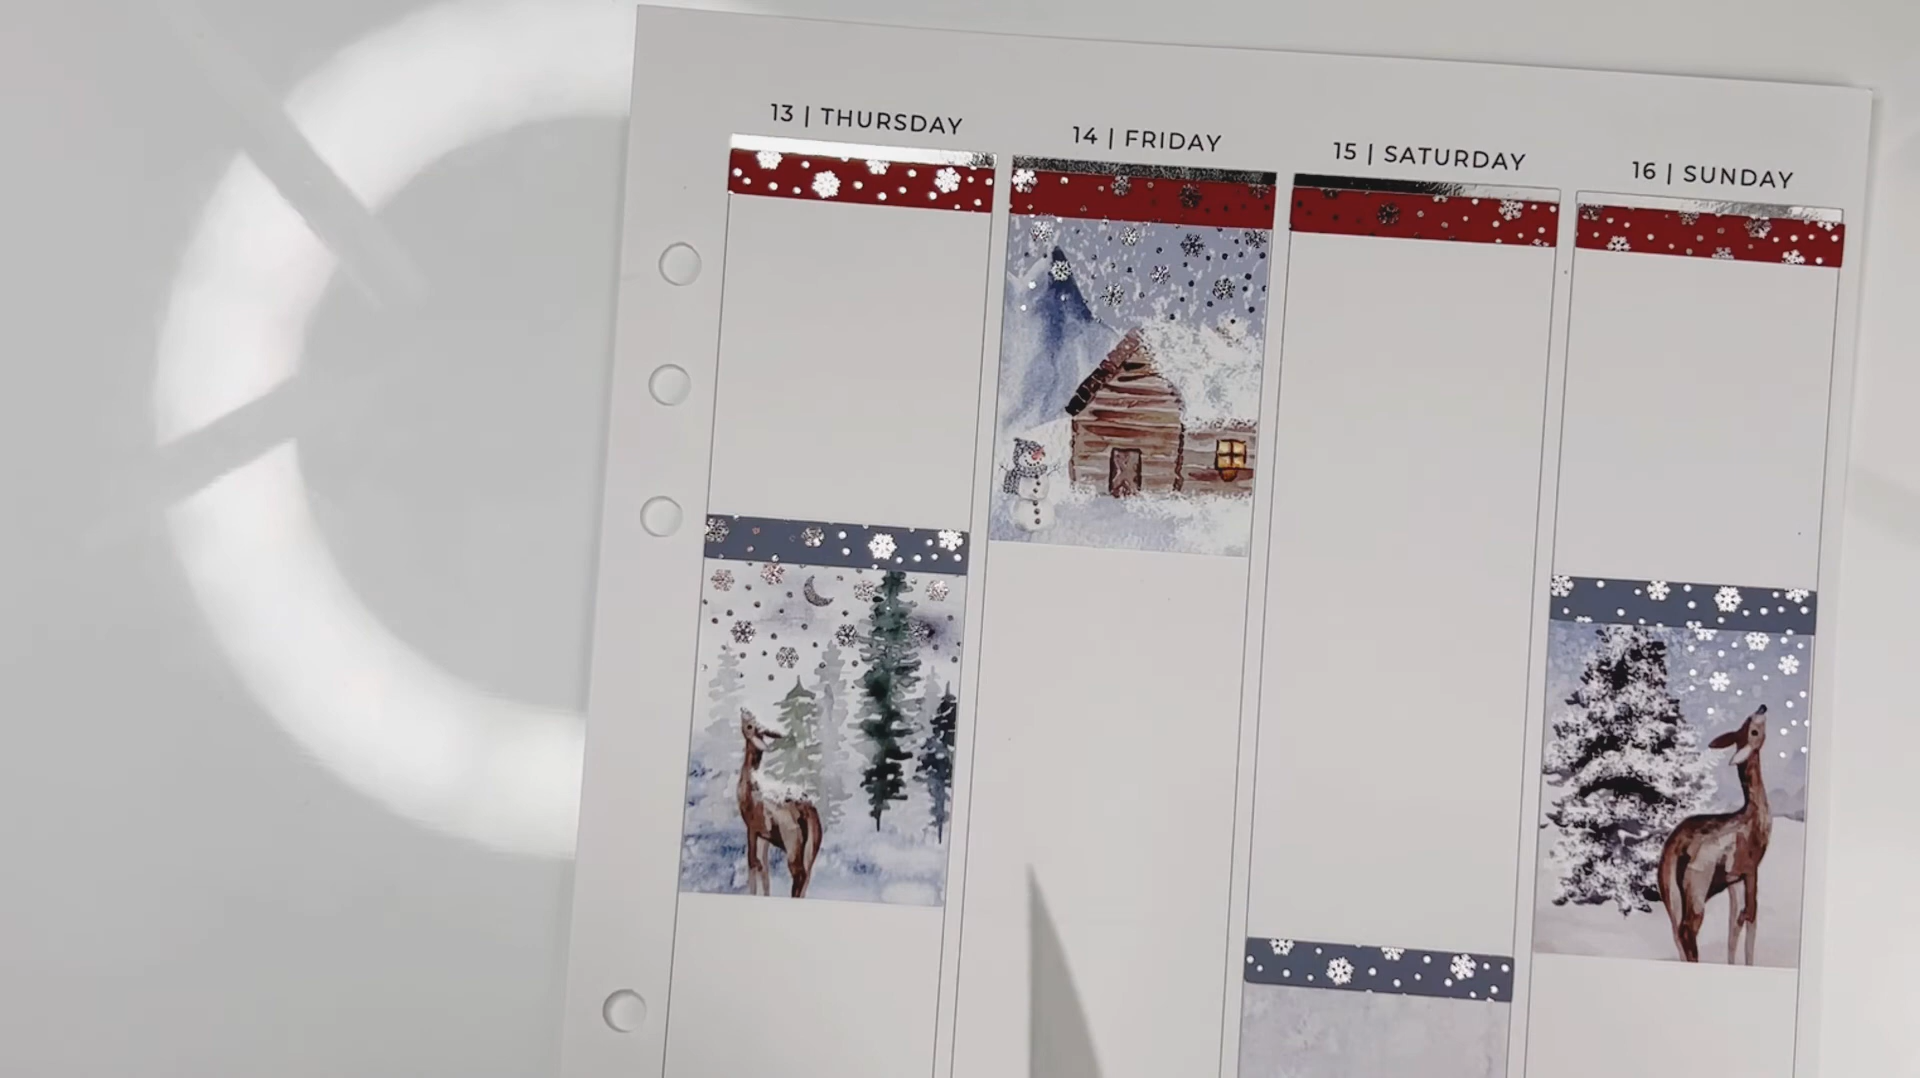 13 | THURSDAY
14 | FRIDAY
15 | SATURDAY
16 | SUNDAY